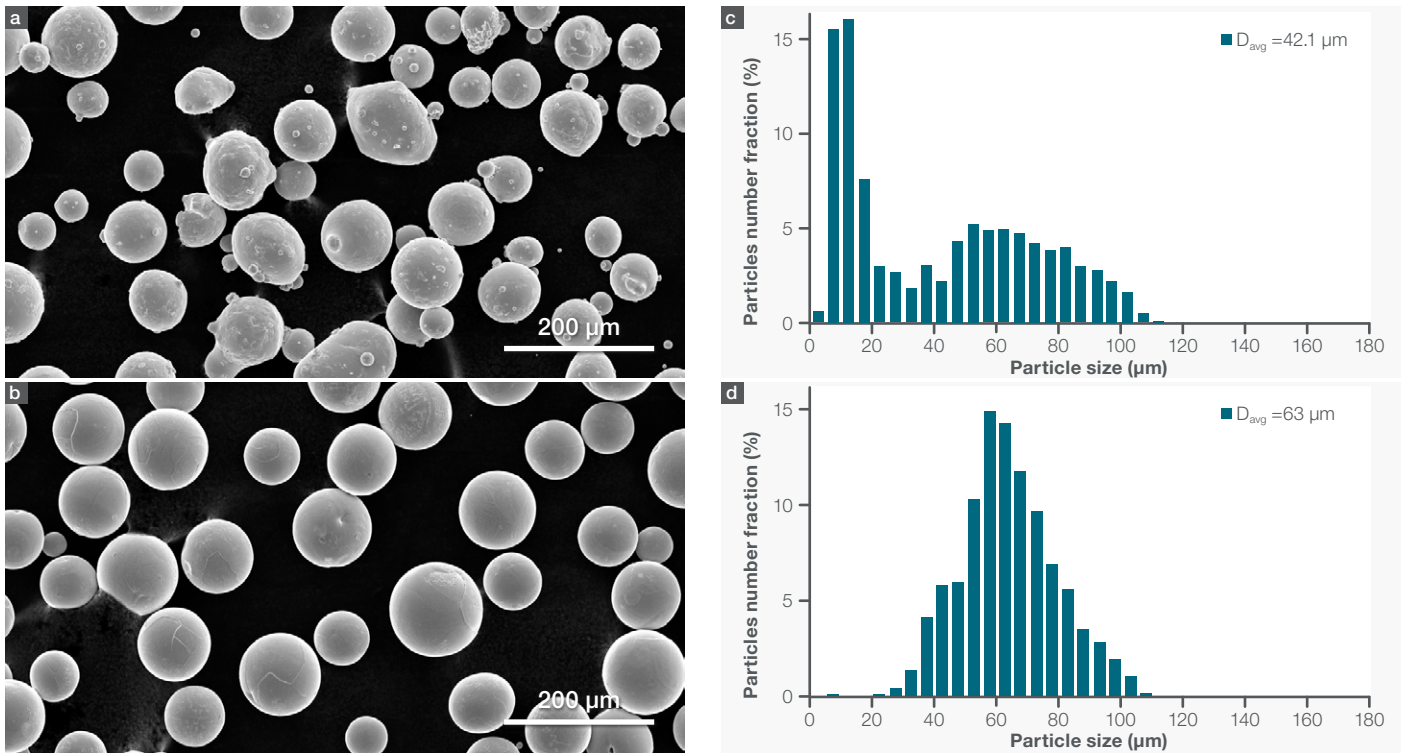 a
200 µm
b
200 µm
c
D_avg =42.1 µm
Particles number fraction (%)
15
10
5
0
0 20 40 60 80 100 120 140 160 180
Particle size (µm)
d
D_avg =63 µm
Particles number fraction (%)
15
10
5
0
0 20 40 60 80 100 120 140 160 180
Particle size (µm)